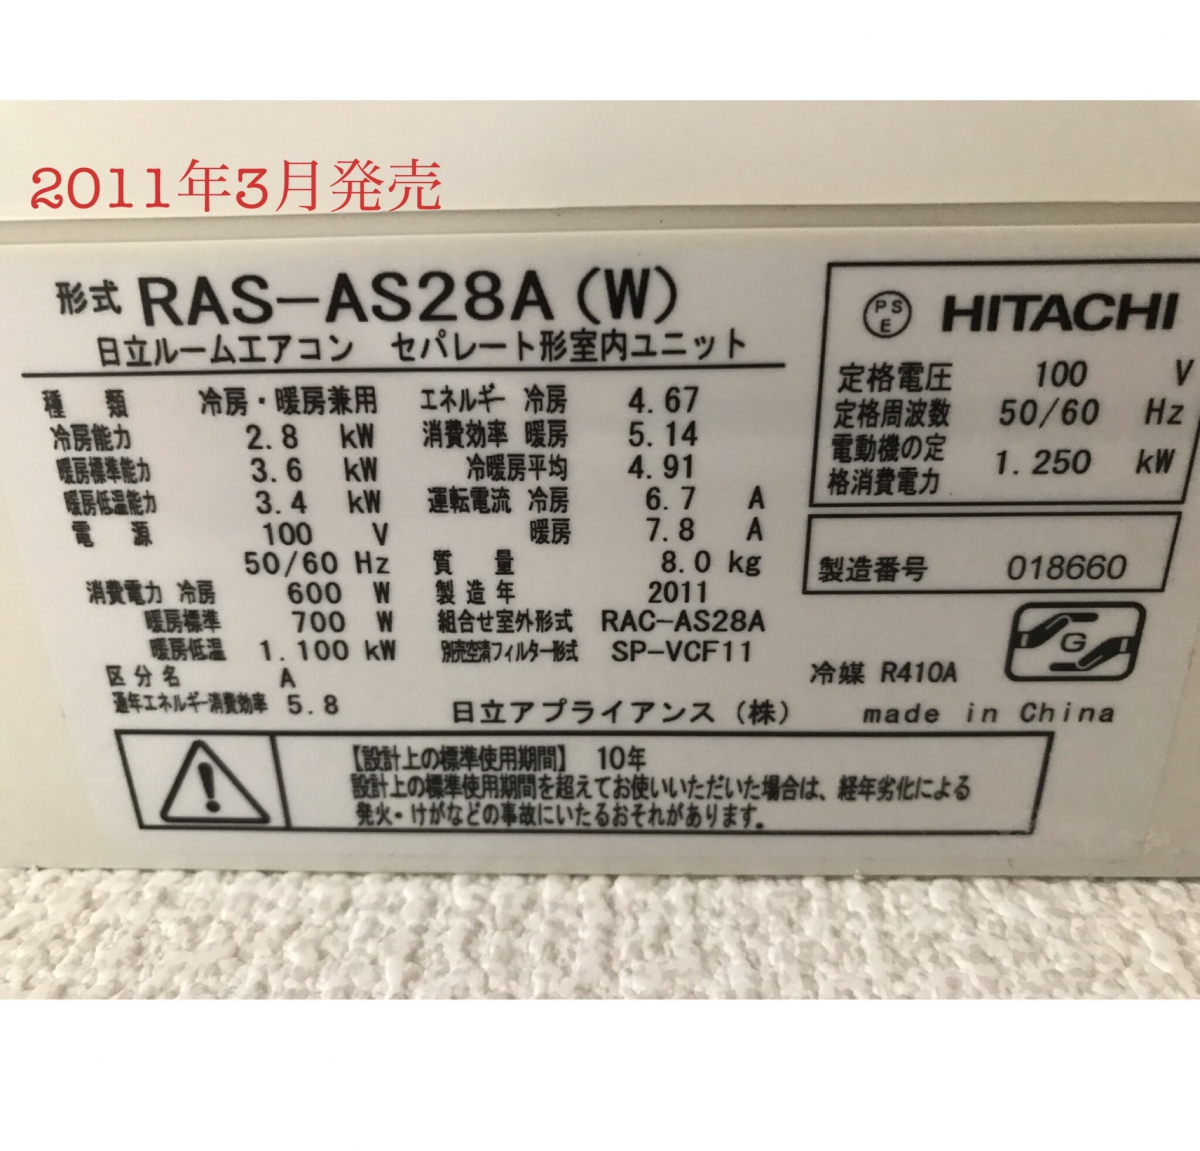 2011年3月発売
形式 RAS-AS28A(W)
日立ルームエアコン セパレート形室内ユニット
種類 冷房・暖房兼用
冷房能力 2.8 kW
暖房標準能力 3.6 kW
暖房低温能力 3.4 kW
電源 100 V
50/60 Hz
消費電力 冷房 600 W
暖房標準 700 W
暖房低温 1.100 kW
区分名 A
通年エネルギー消費効率 5.8
エネルギー 冷房 4.67
消費効率 暖房 5.14
冷暖房平均 4.91
運転電流 冷房 6.7 A
暖房 7.8 A
質量 8.0 kg
製造年 2011
組合せ室外形式 RAC-AS28A
別売空清フィルター形式 SP-VCF11
日立アプライアンス(株)
PS
E
HITACHI
定格電圧 100 V
定格周波数 50/60 Hz
電動機の定
格消費電力 1.250 kW
製造番号 018660
G
冷媒 R410A
made in China
【設計上の標準使用期間】 10年
設計上の標準使用期間を超えてお使いいただいた場合は、経年劣化による
発火・けがなどの事故にいたるおそれがあります。